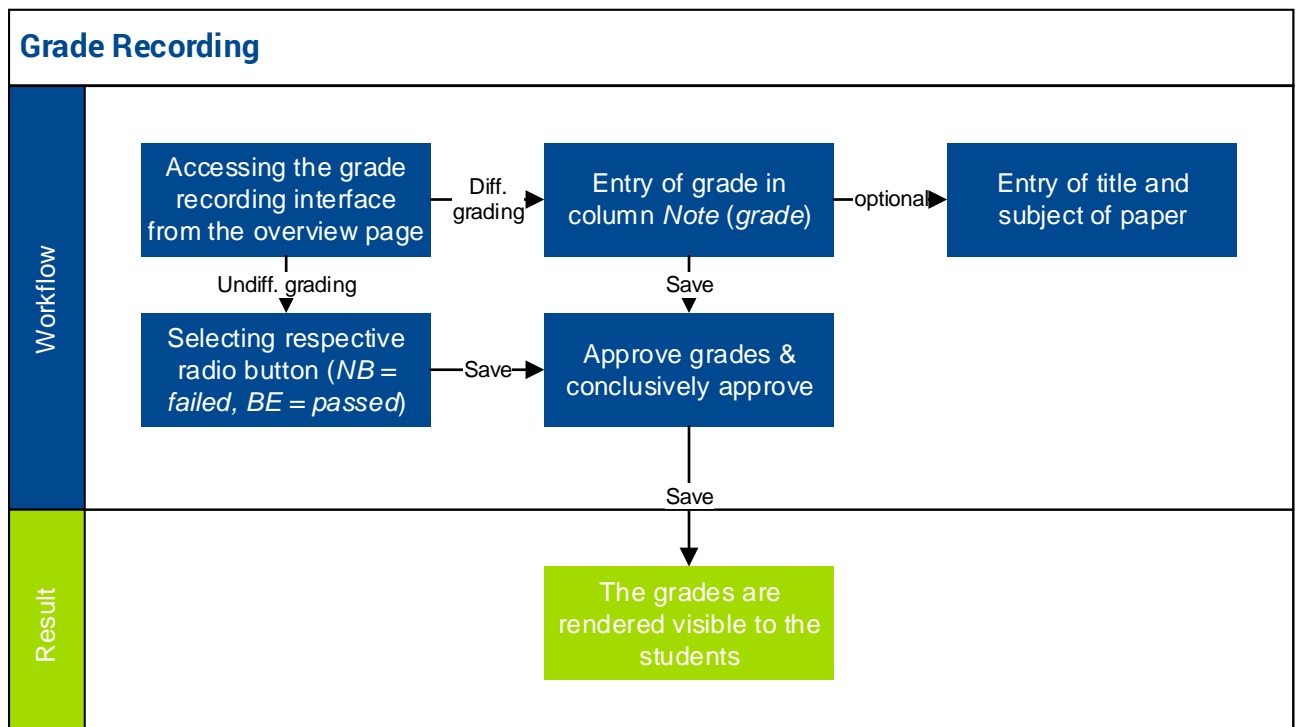 Grade Recording
Workflow
Accessing the grade
recording interface
from the overview page
Diff.
grading
Entry of grade in
column Note (grade)
optional
Entry of title and
subject of paper
Undiff. grading
Save
Selecting respective
radio button (NB =
failed, BE = passed)
Save
Approve grades &
conclusively approve
Save
Result
The grades are
rendered visible to the
students